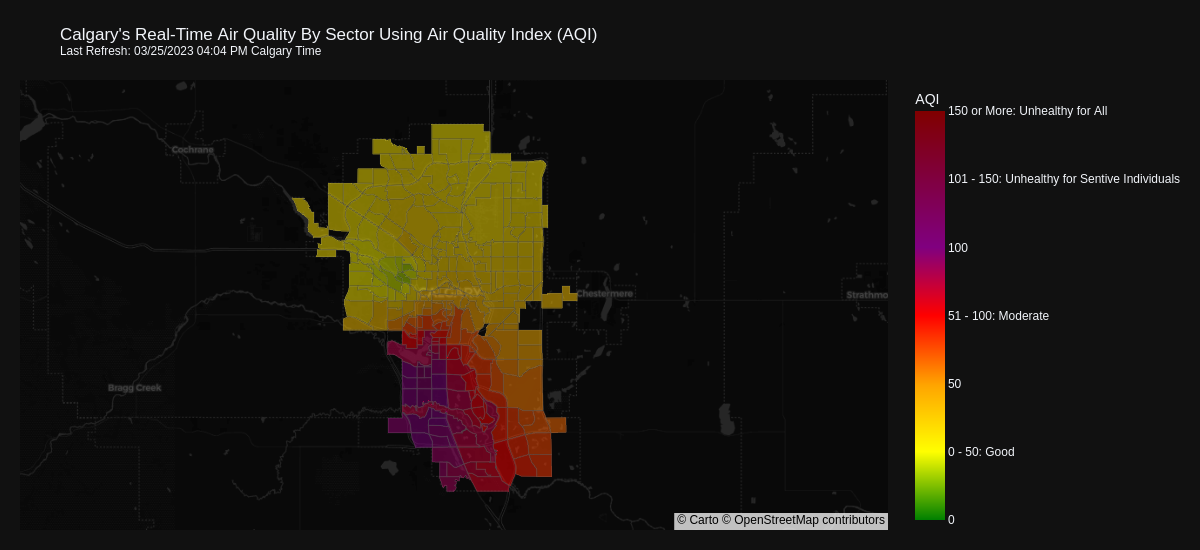 Calgary's Real-Time Air Quality By Sector Using Air Quality Index (AQI)
Last Refresh: 03/25/2023 04:04 PM Calgary Time
AQI
150 or More: Unhealthy for All
Cochrane
101 - 150: Unhealthy for Sentive Individuals
100
CALGARY
Chestermere
Strathmo
51 - 100: Moderate
50
Bragg Creek
0 - 50: Good
0
© Carto © OpenStreetMap contributors